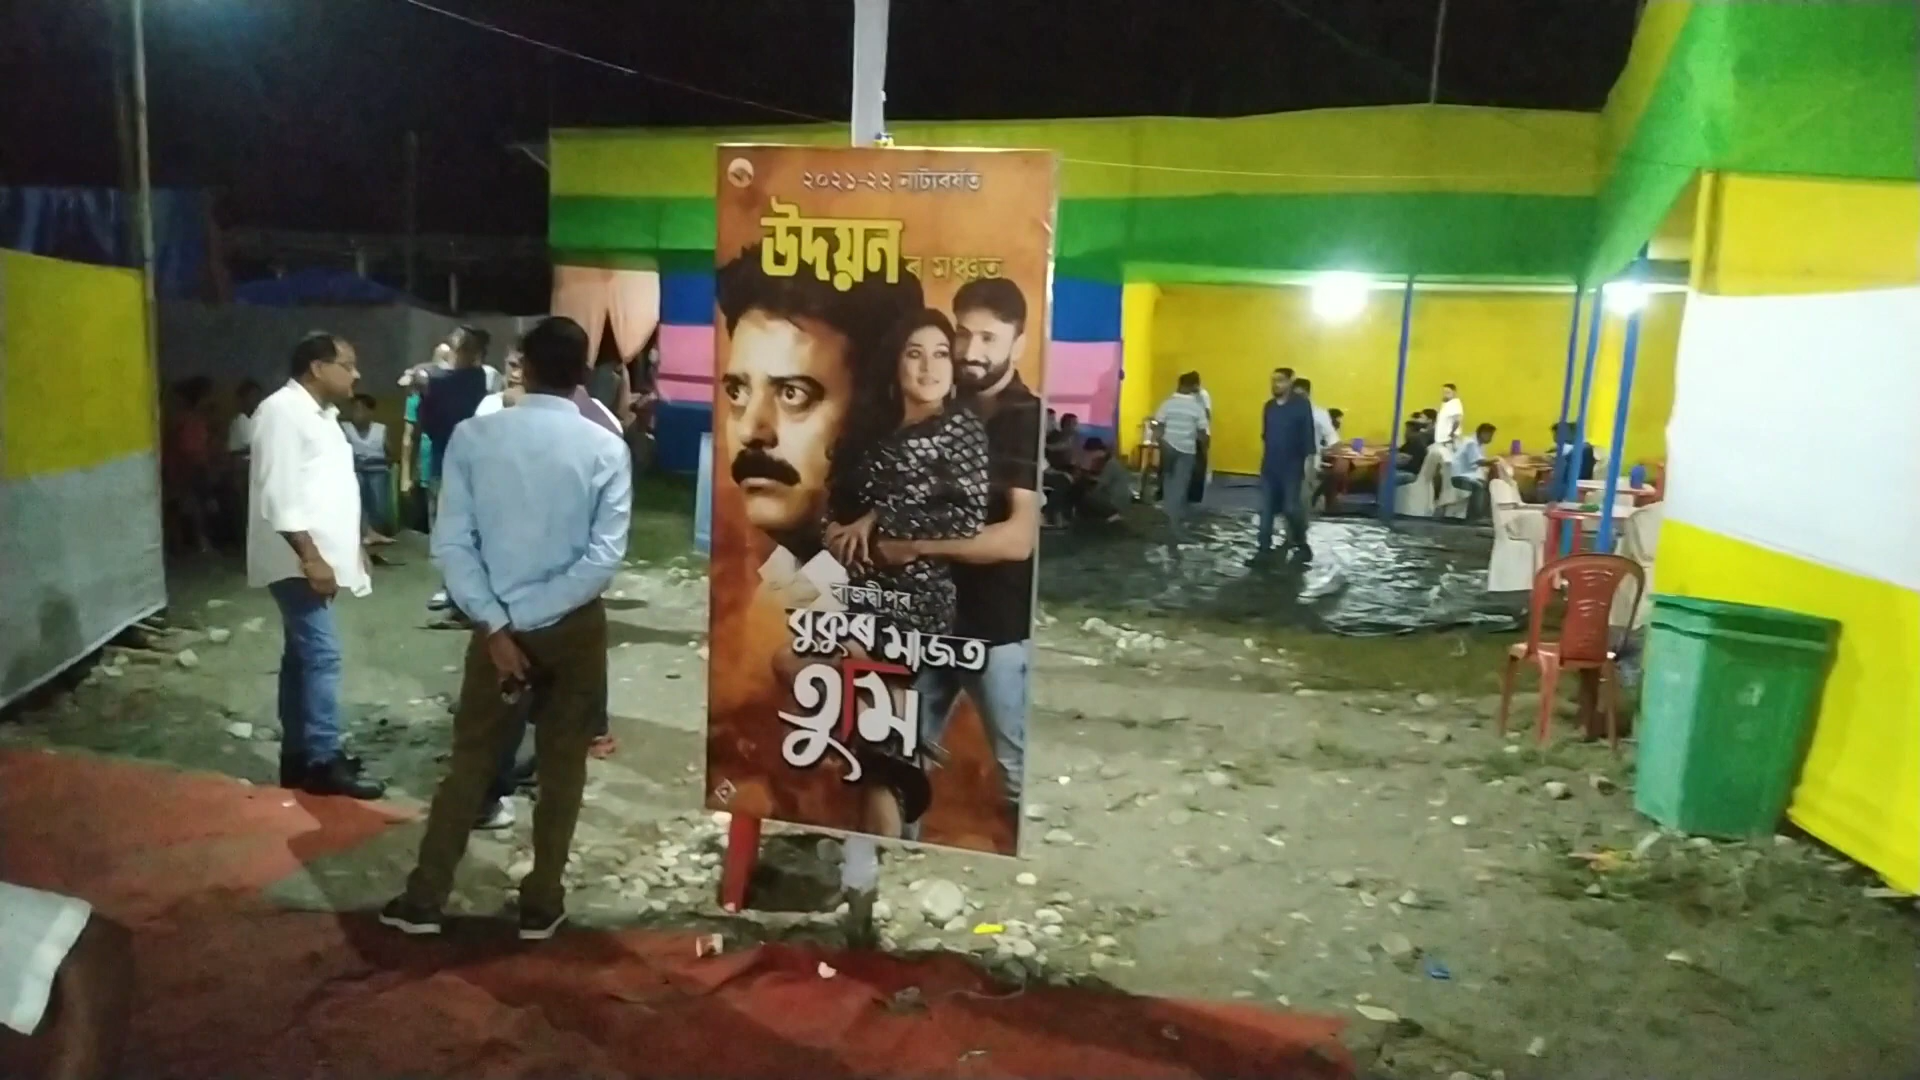 ২০২১-২২ নাট্যবৰ্ষত
উদয়ন ৰ মঞ্চত
ৰাজদ্বীপৰ
বুকুৰ মাজত
তুমি